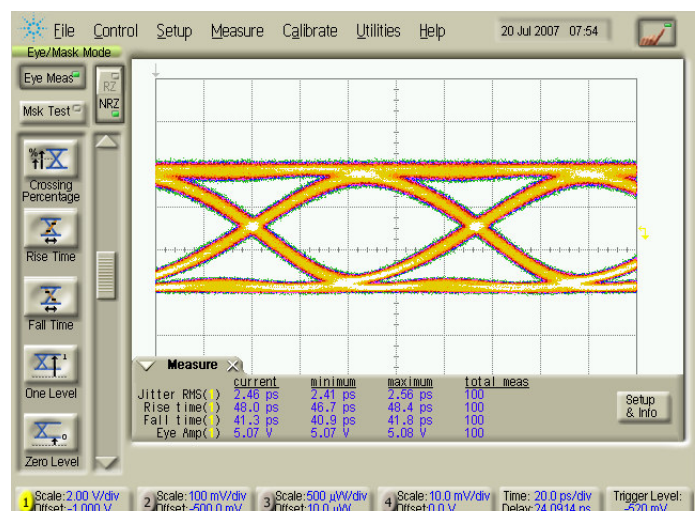 File Control Setup Measure Calibrate Utilities Help 20 Jul 2007 07:54
Eye/Mask Mode
Eye Meas
RZ
Msk Test
NRZ
%
Crossing
Percentage
Rise Time
Fall Time
1
One Level
0
Zero Level
Measure
current minimum maximum total meas
Jitter RMS(1) 2.46 ps 2.41 ps 2.56 ps 100
Rise time(1) 48.0 ps 46.7 ps 48.4 ps 100
Fall time(1) 41.3 ps 40.9 ps 41.8 ps 100
Eye Amp(1) 5.07 V 5.07 V 5.08 V 100
Setup
& Info
1 Scale:2.00 V/div 2 Scale:100 mV/div 3 Scale:500 µW/div 4 Scale:10.0 mV/div Time: 20.0 ps/div Trigger Level:
Offset:-1.000 V Offset:-500.0 mV Offset:10.0 µW Offset:0.0 V Delay:24.0914 ns -520 mV